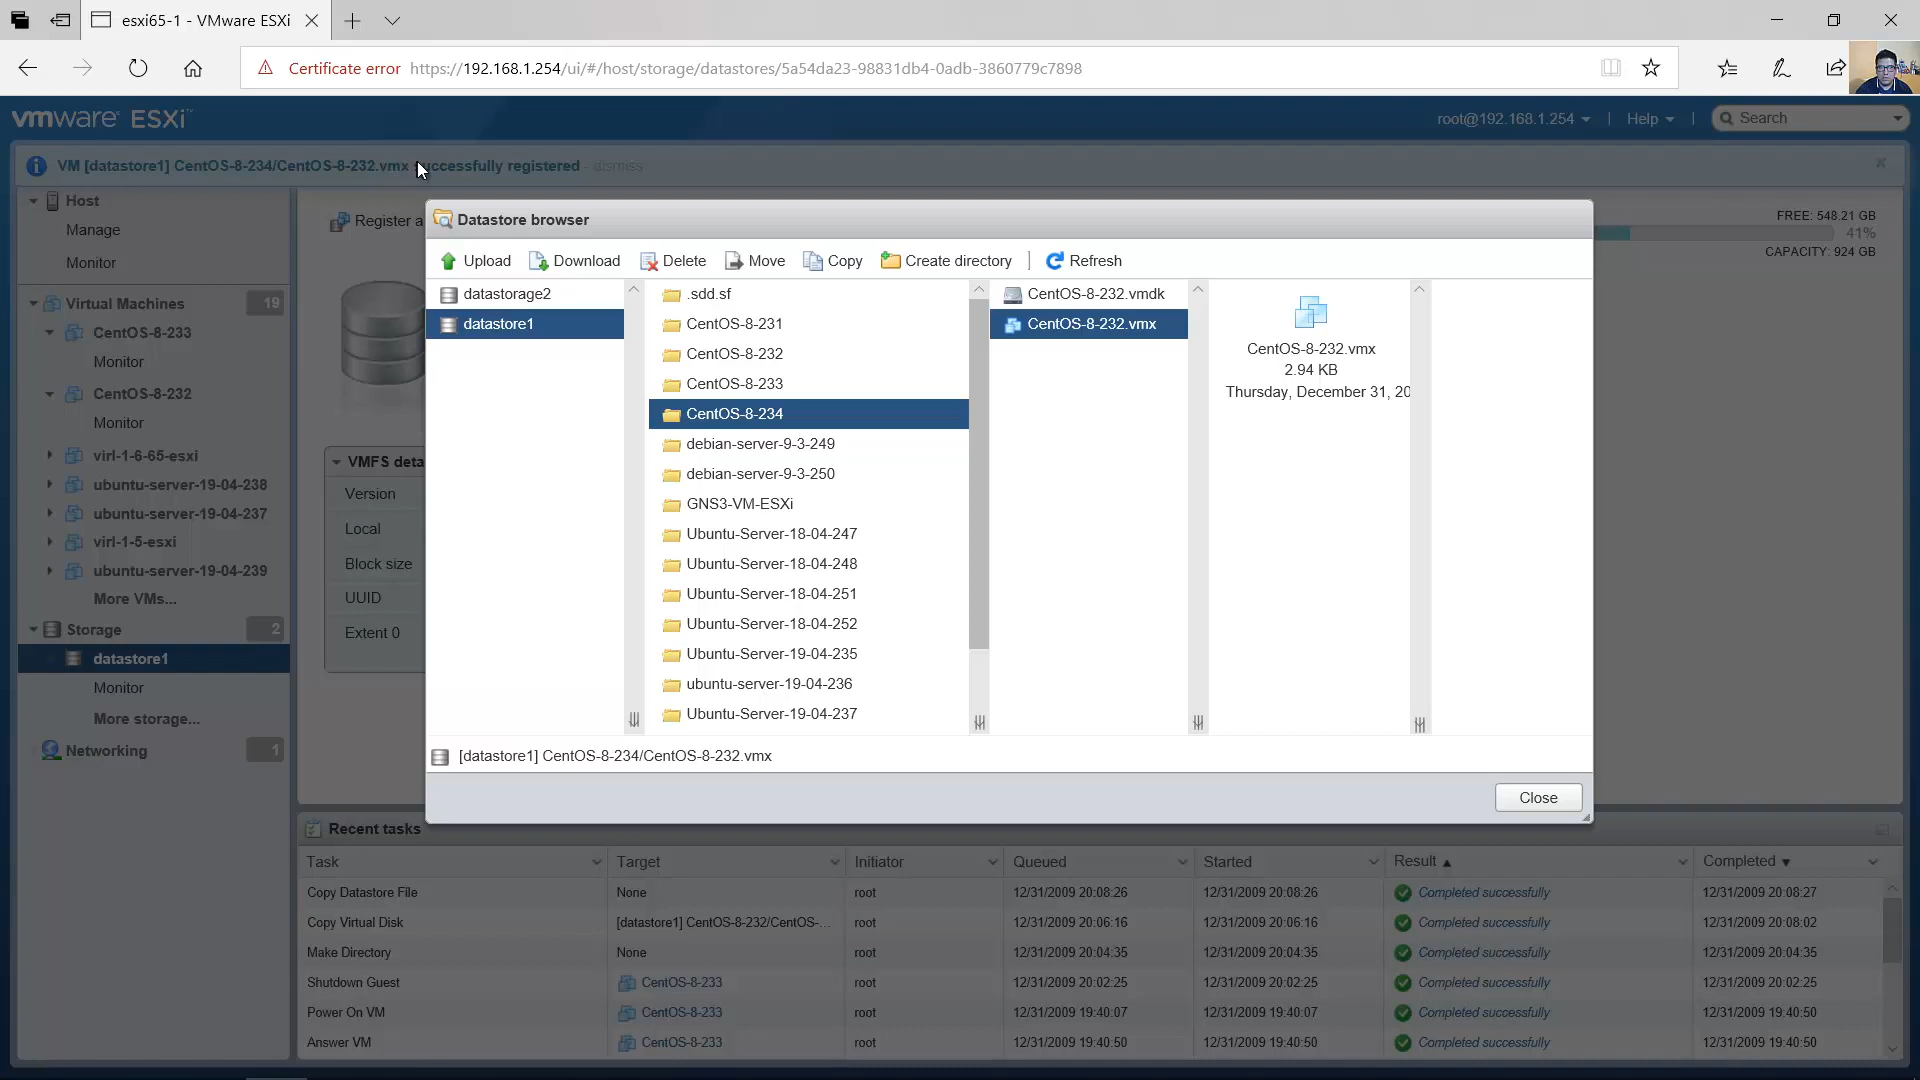 esxi65-1 - VMware ESXi
Certificate error https://192.168.1.254/ui/#/host/storage/datastores/5a54da23-98831db4-0adb-3860779c7898
vmware ESXi™
root@192.168.1.254 | Help | Search
VM [datastore1] CentOS-8-234/CentOS-8-232.vmx successfully registered - dismiss
Host
Manage
Monitor
Virtual Machines 19
CentOS-8-233
Monitor
CentOS-8-232
Monitor
virl-1-6-65-esxi
ubuntu-server-19-04-238
ubuntu-server-19-04-237
virl-1-5-esxi
ubuntu-server-19-04-239
More VMs...
Storage 2
datastore1
Monitor
More storage...
Networking 1
Register a
FREE: 548.21 GB
41%
CAPACITY: 924 GB
VMFS deta
Version
Local
Block size
UUID
Extent 0
Datastore browser
Upload Download Delete Move Copy Create directory | Refresh
datastorage2
datastore1
.sdd.sf
CentOS-8-231
CentOS-8-232
CentOS-8-233
CentOS-8-234
debian-server-9-3-249
debian-server-9-3-250
GNS3-VM-ESXi
Ubuntu-Server-18-04-247
Ubuntu-Server-18-04-248
Ubuntu-Server-18-04-251
Ubuntu-Server-18-04-252
Ubuntu-Server-19-04-235
ubuntu-server-19-04-236
Ubuntu-Server-19-04-237
CentOS-8-232.vmdk
CentOS-8-232.vmx
CentOS-8-232.vmx
2.94 KB
Thursday, December 31, 20
[datastore1] CentOS-8-234/CentOS-8-232.vmx
Close
Recent tasks
Task Target Initiator Queued Started Result Completed
Copy Datastore File None root 12/31/2009 20:08:26 12/31/2009 20:08:26 Completed successfully 12/31/2009 20:08:27
Copy Virtual Disk [datastore1] CentOS-8-232/CentOS-... root 12/31/2009 20:06:16 12/31/2009 20:06:16 Completed successfully 12/31/2009 20:08:02
Make Directory None root 12/31/2009 20:04:35 12/31/2009 20:04:35 Completed successfully 12/31/2009 20:04:35
Shutdown Guest CentOS-8-233 root 12/31/2009 20:02:25 12/31/2009 20:02:25 Completed successfully 12/31/2009 20:02:25
Power On VM CentOS-8-233 root 12/31/2009 19:40:07 12/31/2009 19:40:07 Completed successfully 12/31/2009 19:40:50
Answer VM CentOS-8-233 root 12/31/2009 19:40:50 12/31/2009 19:40:50 Completed successfully 12/31/2009 19:40:50